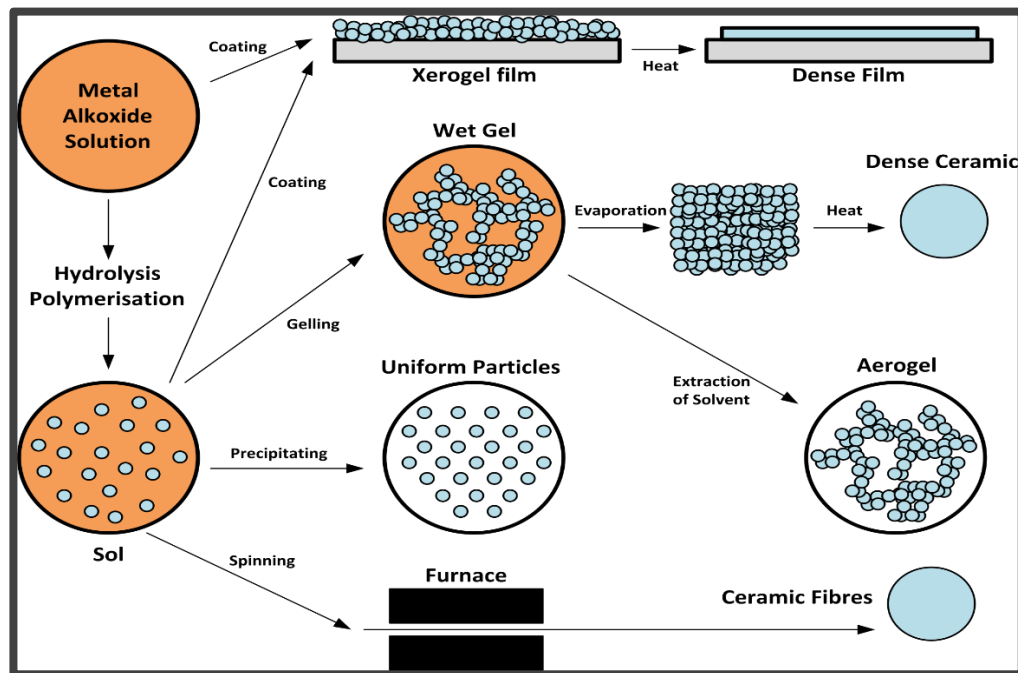 Coating
Metal
Alkoxide
Solution
Xerogel film
Heat
Dense Film
Wet Gel
Coating
Dense Ceramic
Evaporation
Heat
Hydrolysis
Polymerisation
Gelling
Uniform Particles
Extraction
of Solvent
Aerogel
Precipitating
Sol
Spinning
Furnace
Ceramic Fibres